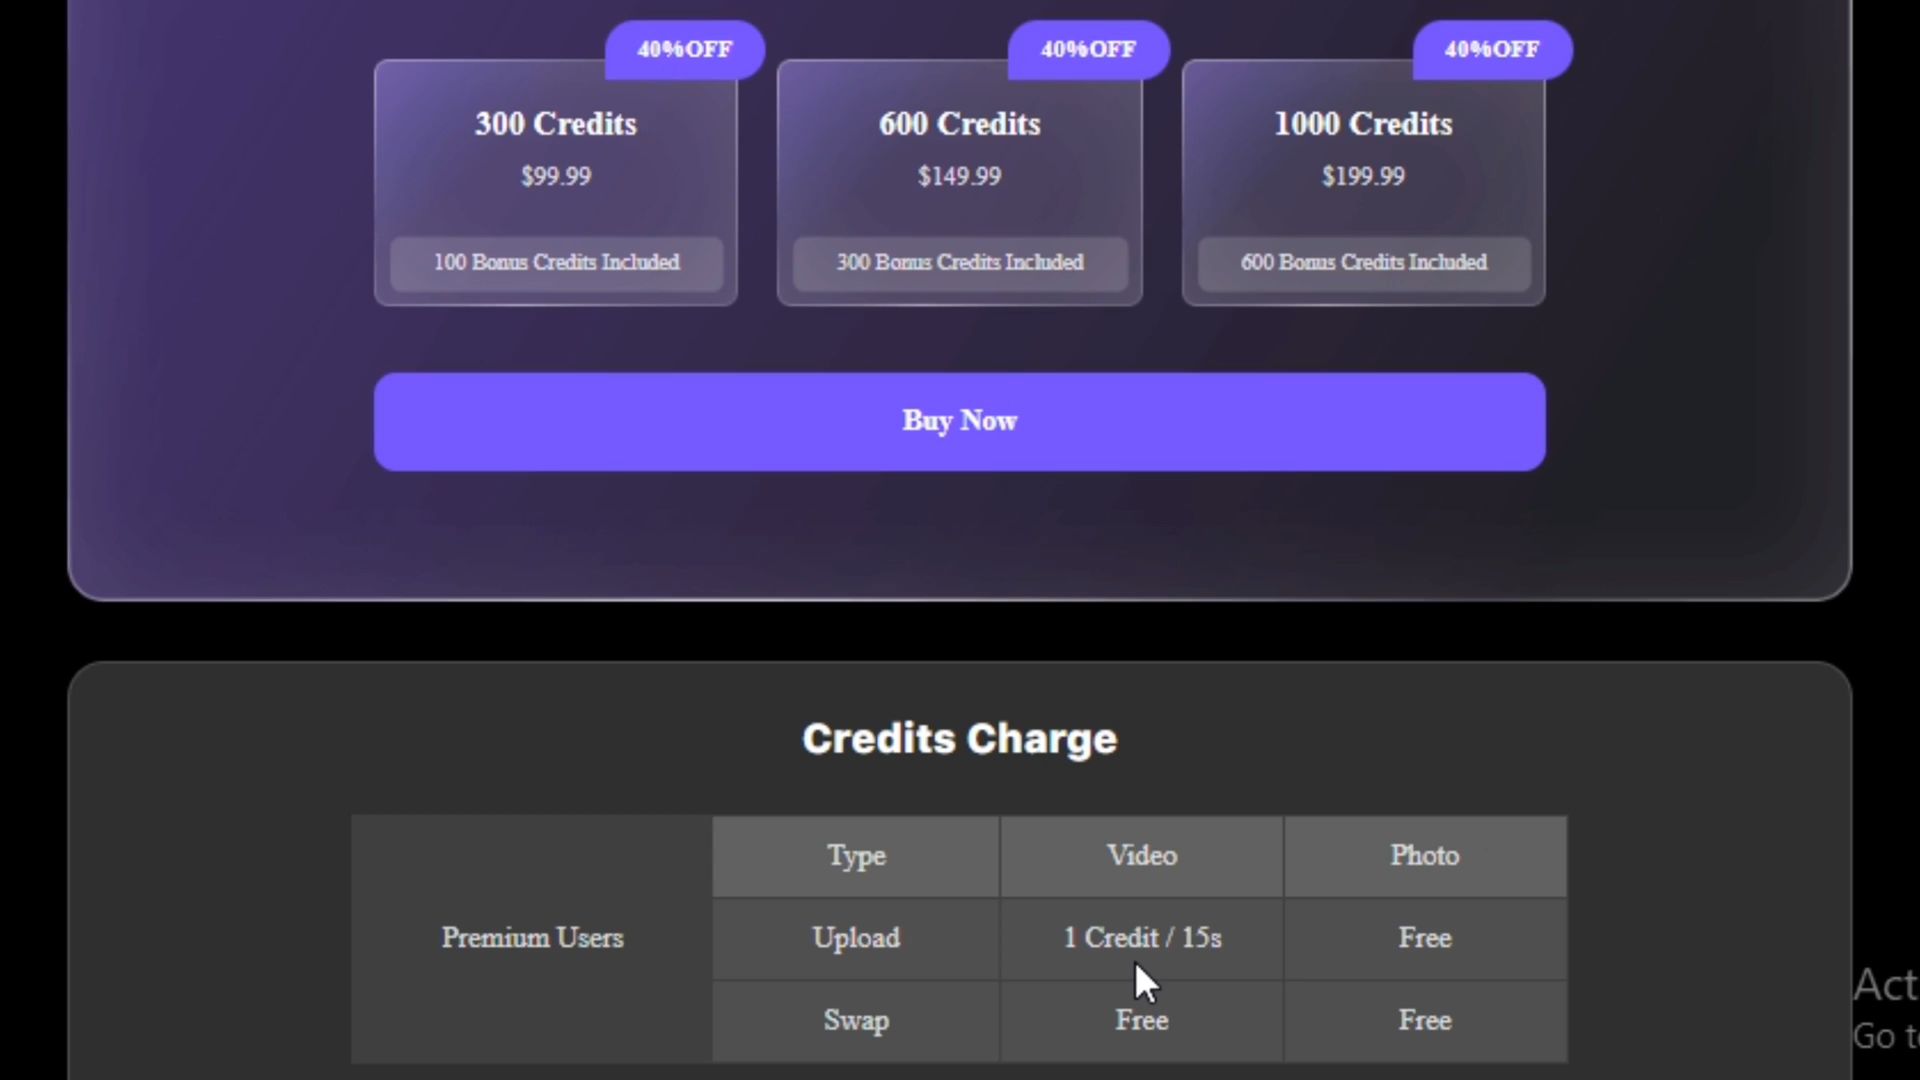 40%OFF
40%OFF
40%OFF
300 Credits
600 Credits
1000 Credits
$99.99
$149.99
$199.99
100 Bonus Credits Included
300 Bonus Credits Included
600 Bonus Credits Included
Buy Now
Credits Charge
Type
Video
Photo
Premium Users
Upload
1 Credit / 15s
Free
Swap
Free
Free
Act
Go t